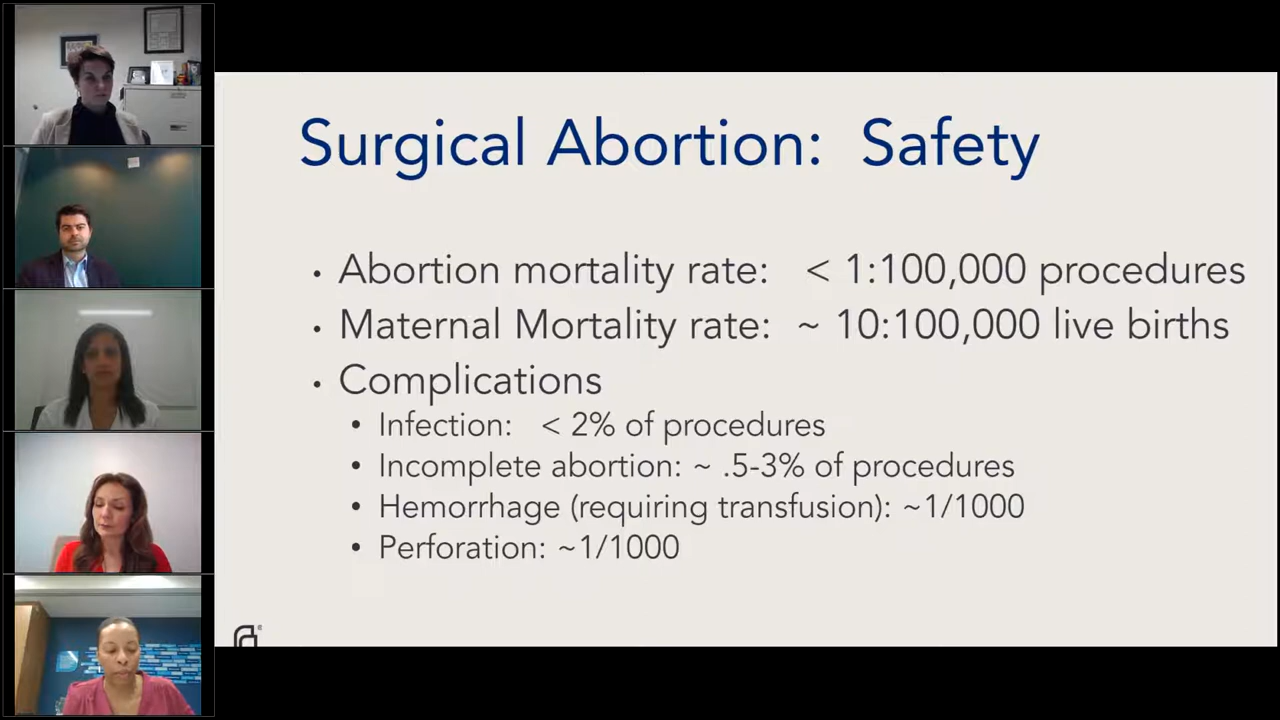 Surgical Abortion: Safety
• Abortion mortality rate: < 1:100,000 procedures
• Maternal Mortality rate: ~ 10:100,000 live births
• Complications
• Infection: < 2% of procedures
• Incomplete abortion: ~ .5-3% of procedures
• Hemorrhage (requiring transfusion): ~1/1000
• Perforation: ~1/1000